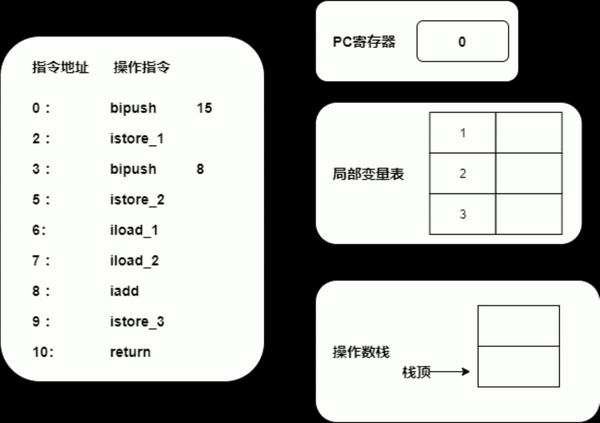 指令地址 操作指令
0： bipush 15
2： istore_1
3： bipush 8
5： istore_2
6: iload_1
7： iload_2
8： iadd
9： istore_3
10: return
PC寄存器 0
局部变量表
1
2
3
操作数栈
栈顶